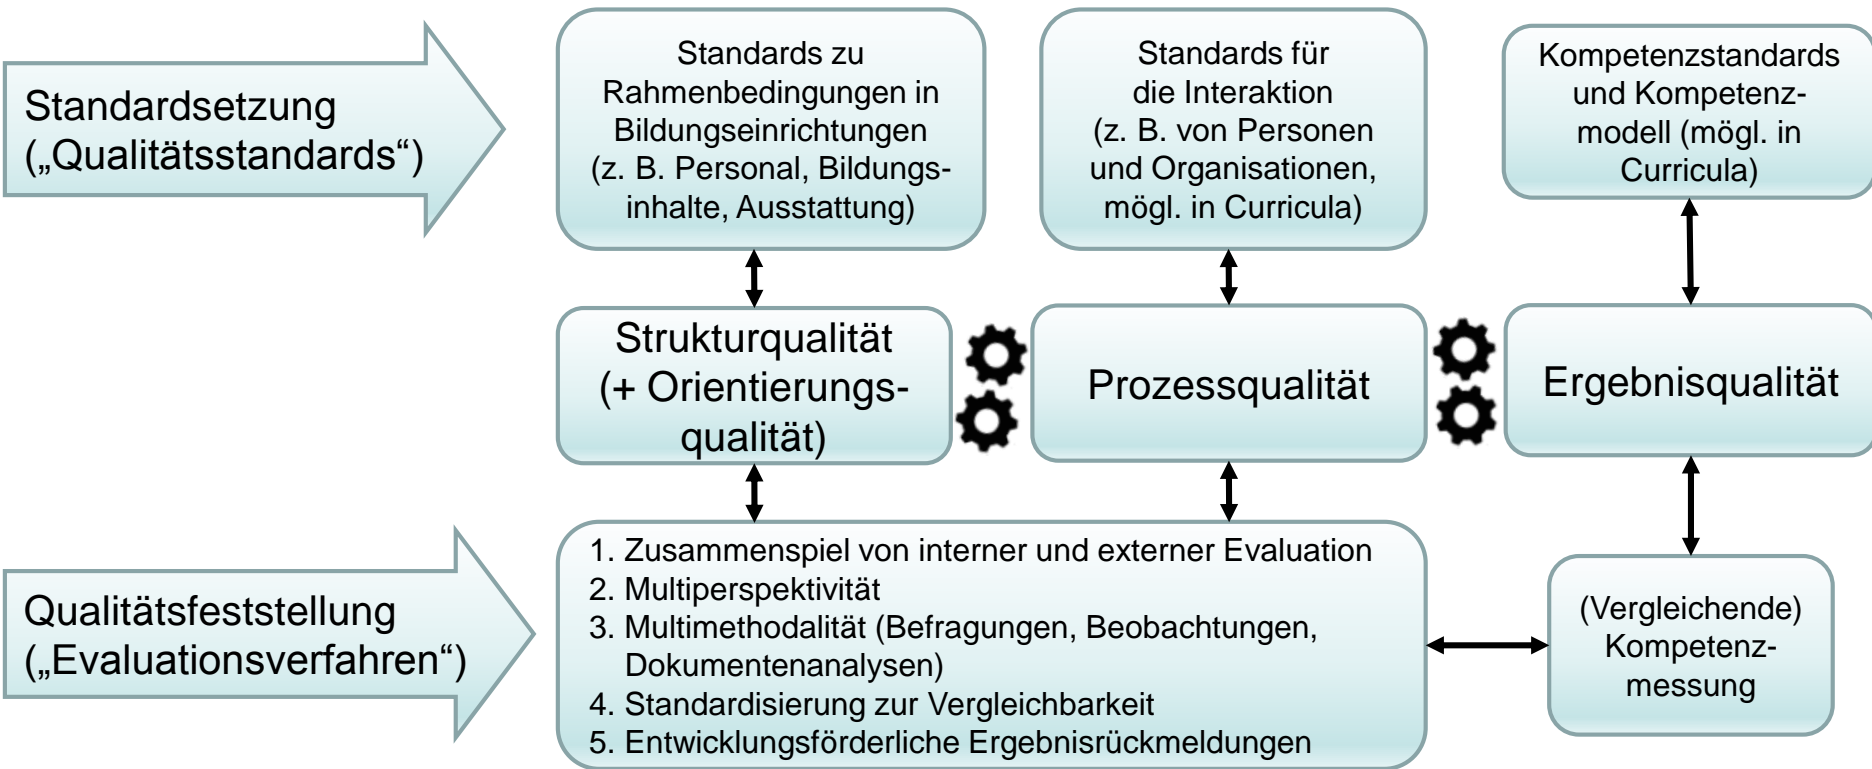 Standardsetzung
(„Qualitätsstandards“)
Standards zu
Rahmenbedingungen in
Bildungseinrichtungen
(z. B. Personal, Bildungs-
inhalte, Ausstattung)
Standards für
die Interaktion
(z. B. von Personen
und Organisationen,
mögl. in Curricula)
Kompetenzstandards
und Kompetenz-
modell (mögl. in
Curricula)
Strukturqualität
(+ Orientierungs-
qualität)
Prozessqualität
Ergebnisqualität
Qualitätsfeststellung
(„Evaluationsverfahren“)
1. Zusammenspiel von interner und externer Evaluation
2. Multiperspektivität
3. Multimethodalität (Befragungen, Beobachtungen,
Dokumentenanalysen)
4. Standardisierung zur Vergleichbarkeit
5. Entwicklungsförderliche Ergebnisrückmeldungen
(Vergleichende)
Kompetenz-
messung